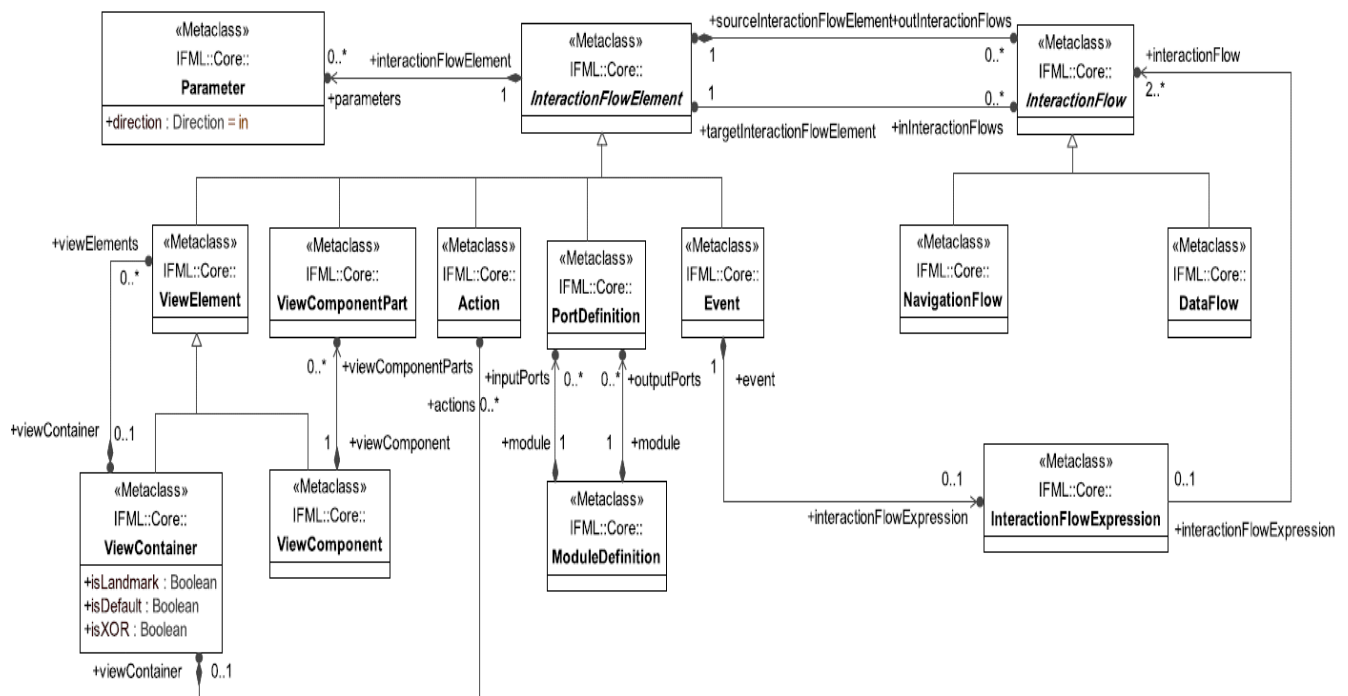 «Metaclass»
IFML::Core::
Parameter
+direction : Direction = in
0..*
+interactionFlowElement
+parameters
1
«Metaclass»
IFML::Core::
InteractionFlowElement
+sourceInteractionFlowElement+outInteractionFlows
1
0..*
1
0..*
+targetInteractionFlowElement
+inInteractionFlows
«Metaclass»
IFML::Core::
InteractionFlow
+interactionFlow
2..*
+viewElements
0..*
«Metaclass»
IFML::Core::
ViewElement
«Metaclass»
IFML::Core::
ViewComponentPart
«Metaclass»
IFML::Core::
Action
«Metaclass»
IFML::Core::
PortDefinition
«Metaclass»
IFML::Core::
Event
«Metaclass»
IFML::Core::
NavigationFlow
«Metaclass»
IFML::Core::
DataFlow
0..*
+viewComponentParts
+inputPorts
0..*
0..*
+outputPorts
1
+event
+actions
0..*
+viewContainer
0..1
1
+viewComponent
+module
1
1
+module
«Metaclass»
IFML::Core::
ViewContainer
+isLandmark : Boolean
+isDefault : Boolean
+isXOR : Boolean
«Metaclass»
IFML::Core::
ViewComponent
«Metaclass»
IFML::Core::
ModuleDefinition
0..1
+interactionFlowExpression
«Metaclass»
IFML::Core::
InteractionFlowExpression
0..1
+interactionFlowExpression
+viewContainer
0..1